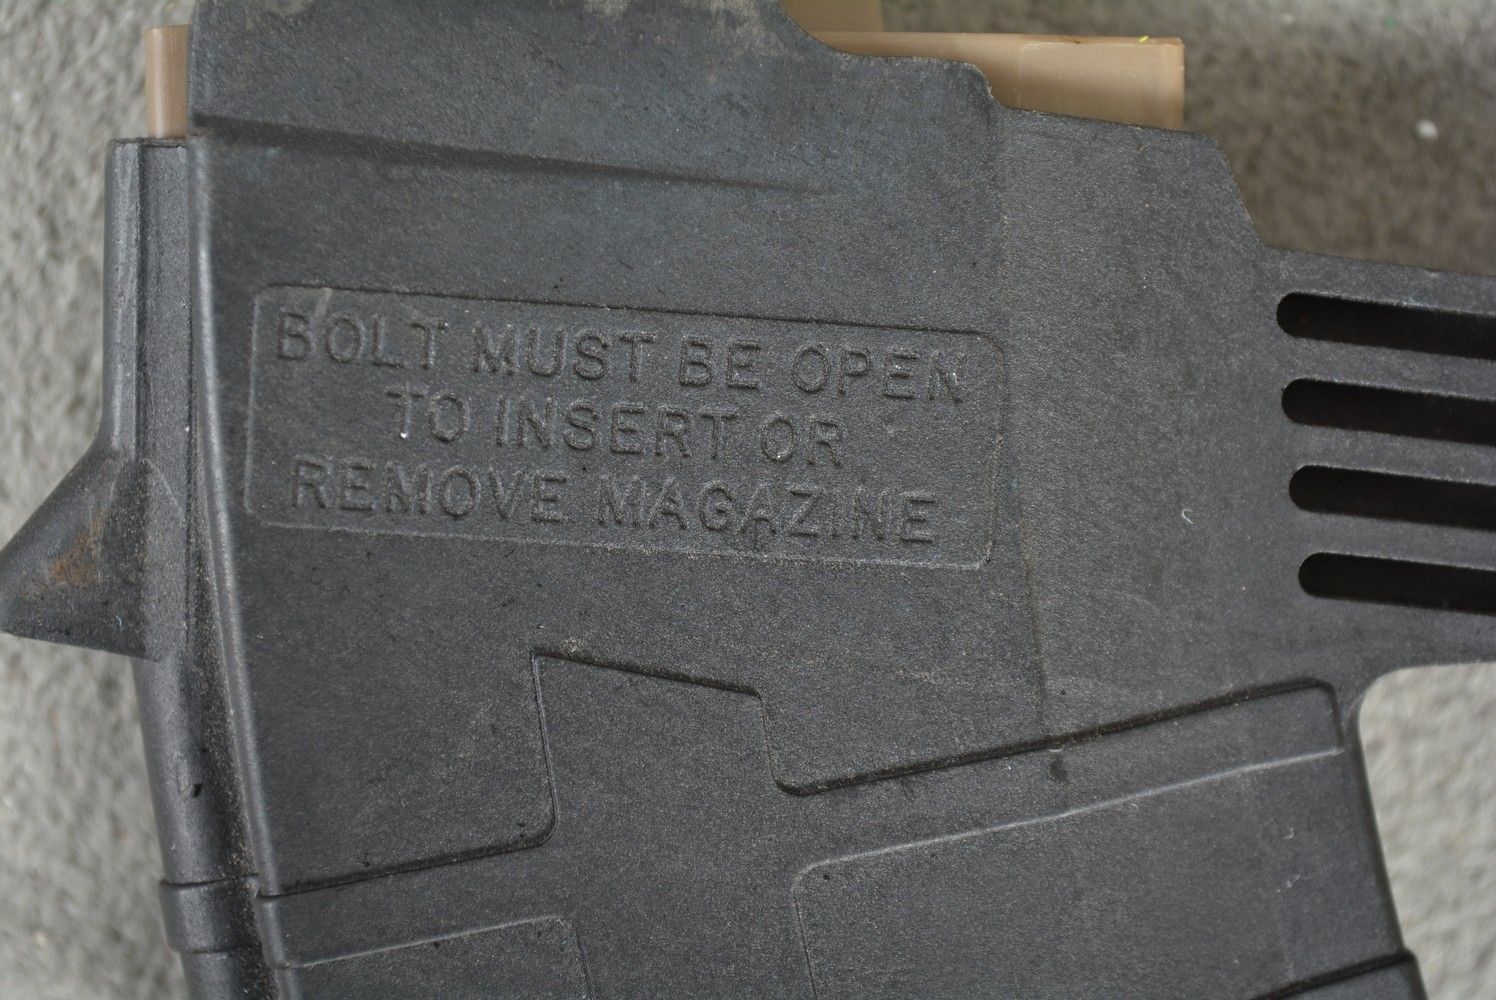 BOLT MUST BE OPEN
TO INSERT OR
REMOVE MAGAZINE